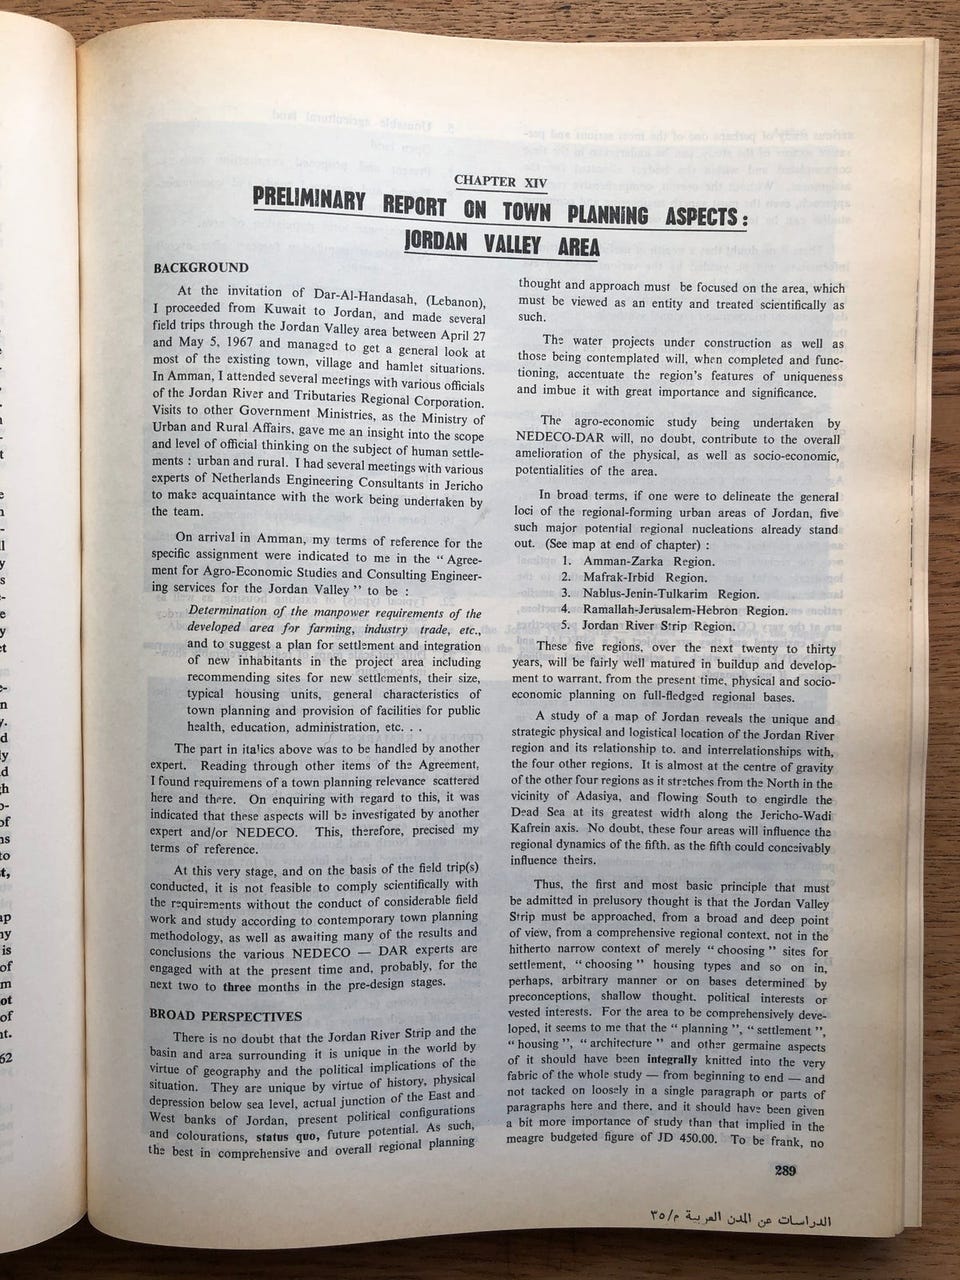 CHAPTER XIV
PRELIMINARY REPORT ON TOWN PLANNING ASPECTS:
JORDAN VALLEY AREA
BACKGROUND
At the invitation of Dar-Al-Handasah, (Lebanon),
I proceeded from Kuwait to Jordan, and made several
field trips through the Jordan Valley area between April 27
and May 5, 1967 and managed to get a general look at
most of the existing town, village and hamlet situations.
In Amman, I attended several meetings with various officials
of the Jordan River and Tributaries Regional Corporation.
Visits to other Government Ministries, as the Ministry of
Urban and Rural Affairs, gave me an insight into the scope
and level of official thinking on the subject of human settle-
ments : urban and rural. I had several meetings with various
experts of Netherlands Engineering Consultants in Jericho
to make acquaintance with the work being undertaken by
the team.
On arrival in Amman, my terms of reference for the
specific assignment were indicated to me in the “ Agree-
ment for Agro-Economic Studies and Consulting Engineer-
ing services for the Jordan Valley ” to be :
Determination of the manpower requirements of the
developed area for farming, industry trade, etc.,
and to suggest a plan for settlement and integration
of new inhabitants in the project area including
recommending sites for new settlements, their size,
typical housing units, general characteristics of
town planning and provision of facilities for public
health, education, administration, etc. . .
The part in italics above was to be handled by another
expert. Reading through other items of the Agreement,
I found requiremens of a town planning relevance scattered
here and there. On enquiring with regard to this, it was
indicated that these aspects will be investigated by another
expert and/or NEDECO. This, therefore, precised my
terms of reference.
At this very stage, and on the basis of the field trip(s)
conducted, it is not feasible to comply scientifically with
the requirements without the conduct of considerable field
work and study according to contemporary town planning
methodology, as well as awaiting many of the results and
conclusions the various NEDECO — DAR experts are
engaged with at the present time and, probably, for the
next two to three months in the pre-design stages.
BROAD PERSPECTIVES
There is no doubt that the Jordan River Strip and the
basin and area surrounding it is unique in the world by
virtue of geography and the political implications of the
situation. They are unique by virtue of history, physical
depression below sea level, actual junction of the East and
West banks of Jordan, present political configurations
and colourations, status quo, future potential. As such,
the best in comprehensive and overall regional planning
thought and approach must be focused on the area, which
must be viewed as an entity and treated scientifically as
such.
The water projects under construction as well as
those being contemplated will, when completed and func-
tioning, accentuate the region's features of uniqueness
and imbue it with great importance and significance.
The agro-economic study being undertaken by
NEDECO-DAR will, no doubt, contribute to the overall
amelioration of the physical, as well as socio-economic,
potentialities of the area.
In broad terms, if one were to delineate the general
loci of the regional-forming urban areas of Jordan, five
such major potential regional nucleations already stand
out. (See map at end of chapter) :
1. Amman-Zarka Region.
2. Mafrak-Irbid Region.
3. Nablus-Jenin-Tulkarim Region.
4. Ramallah-Jerusalem-Hebron Region.
5. Jordan River Strip Region.
These five regions, over the next twenty to thirty
years, will be fairly well matured in buildup and develop-
ment to warrant, from the present time, physical and socio-
economic planning on full-fledged regional bases.
A study of a map of Jordan reveals the unique and
strategic physical and logistical location of the Jordan River
region and its relationship to. and interrelationships with,
the four other regions. It is almost at the centre of gravity
of the other four regions as it stretches from the North in the
vicinity of Adasiya, and flowing South to engirdle the
Dead Sea at its greatest width along the Jericho-Wadi
Kafrein axis. No doubt, these four areas will influence the
regional dynamics of the fifth. as the fifth could conceivably
influence theirs.
Thus, the first and most basic principle that must
be admitted in prelusory thought is that the Jordan Valley
Strip must be approached, from a broad and deep point
of view, from a comprehensive regional context. not in the
hitherto narrow context of merely “ choosing ” sites for
settlement, “ choosing ” housing types and so on in,
perhaps, arbitrary manner or on bases determined by
preconceptions, shallow thought. political interests or
vested interests. For the area to be comprehensively deve-
loped, it seems to me that the “ planning ”, “ settlement ”,
“ housing ”, “ architecture ” and other germaine aspects
of it should have been integrally knitted into the very
fabric of the whole study — from beginning to end — and
not tacked on loosely in a single paragraph or parts of
paragraphs here and there, and it should have been given
a bit more importance of study than that implied in the
meagre budgeted figure of JD 450.00. To be frank, no
289
الدراسات عن المدن العربية م/٣٥